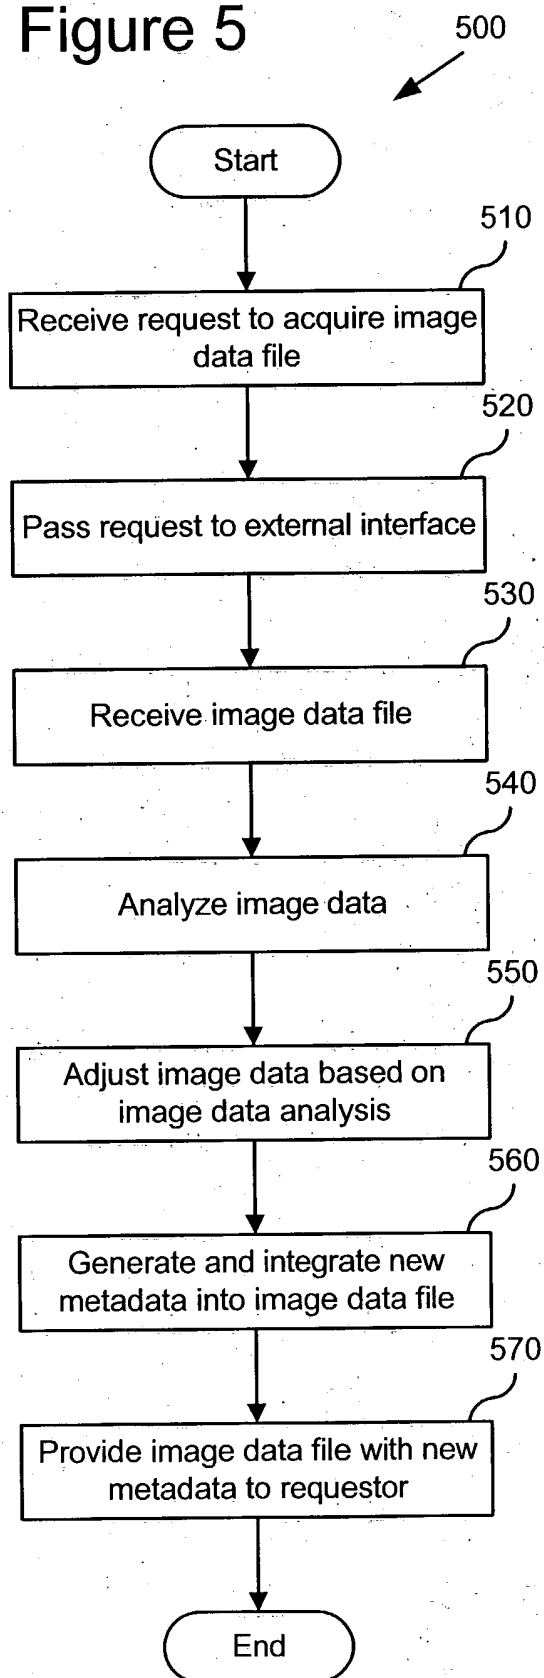 Figure 5
500
Start
510
Receive request to acquire image
data file
520
Pass request to external interface
530
Receive image data file
540
Analyze image data
550
Adjust image data based on
image data analysis
560
Generate and integrate new
metadata into image data file
570
Provide image data file with new
metadata to requestor
End